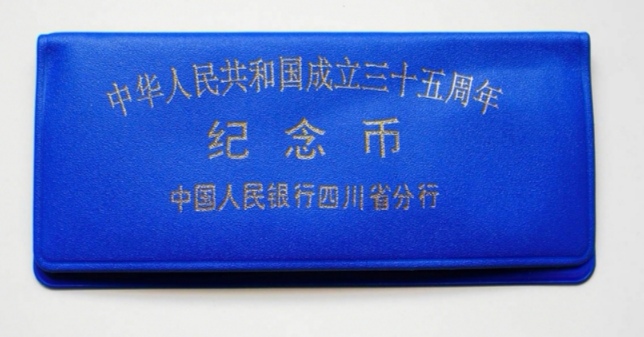 中华人民共和国成立三十五周年
纪念币
中国人民银行四川省分行